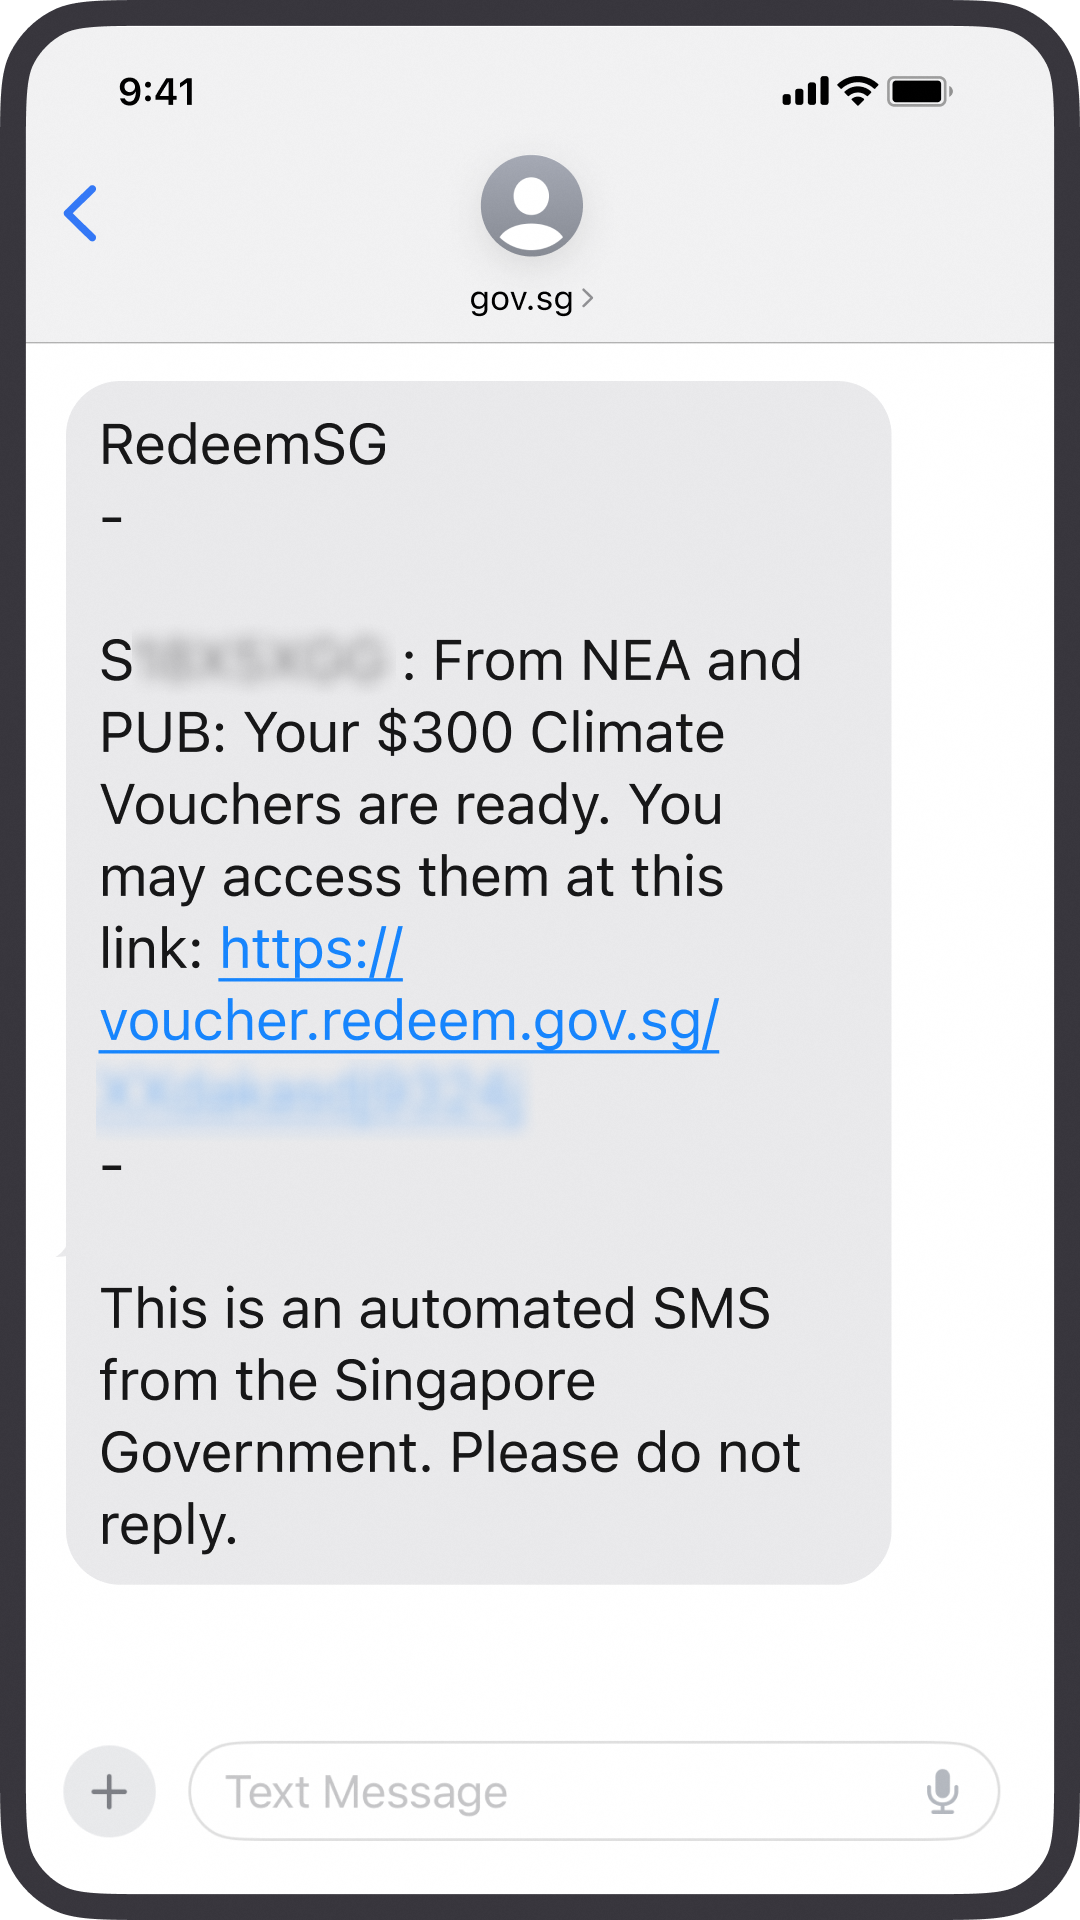 9:41
gov.sg
RedeemSG
-
S : From NEA and
PUB: Your $300 Climate
Vouchers are ready. You
may access them at this
link: https://
voucher.redeem.gov.sg/
-
This is an automated SMS
from the Singapore
Government. Please do not
reply.
Text Message